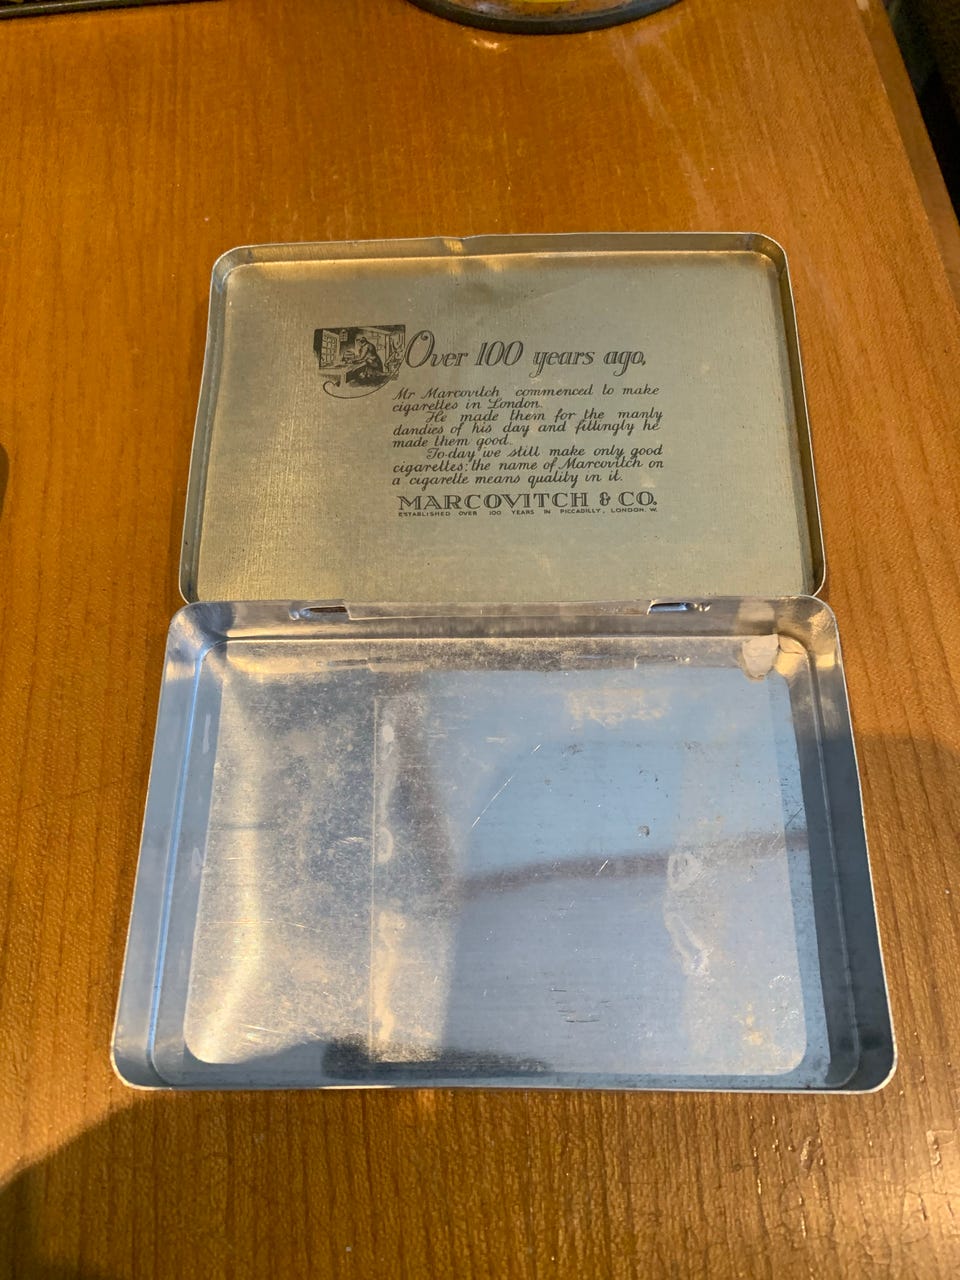 Over 100 years ago,
Mr Marcovitch commenced to make
cigarettes in London.
He made them for the manly
dandies of his day and fittingly he
made them good.
To-day we still make only good
cigarettes: the name of Marcovitch on
a cigarette means quality in it.
MARCOVITCH & CO.
ESTABLISHED OVER 100 YEARS IN PICCADILLY, LONDON. W.